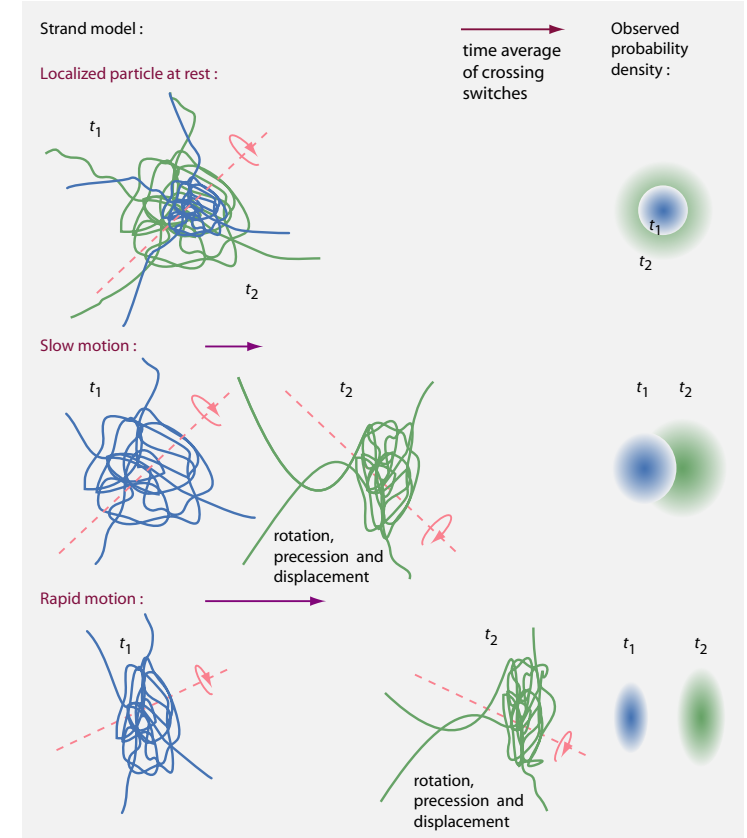 Strand model :
time average
of crossing
switches
Observed
probability
density :
Localized particle at rest :
t1
t2
t1
t2
Slow motion :
t1
t2
t1 t2
rotation,
precession and
displacement
Rapid motion :
t1
t2
t1
t2
rotation,
precession and
displacement